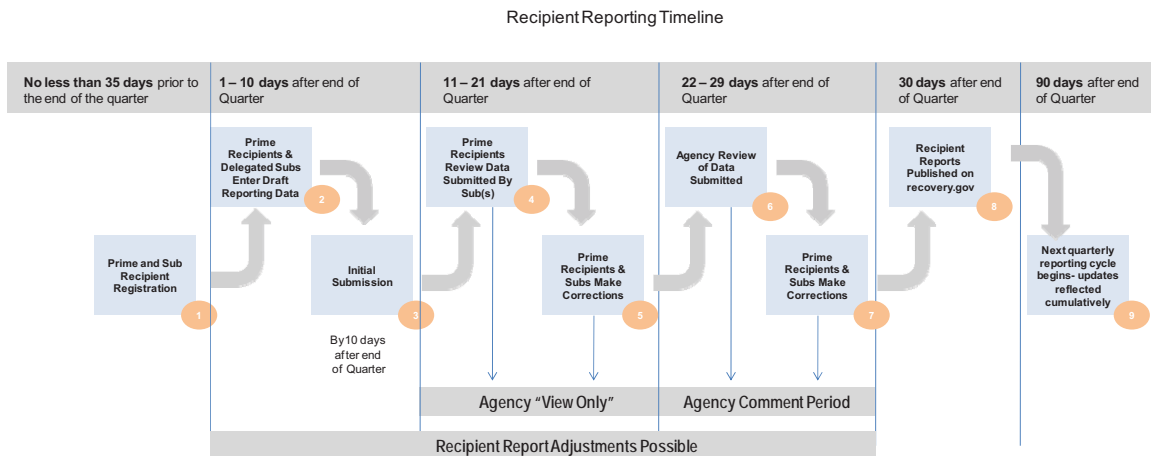 Recipient Reporting Timeline
No less than 35 days prior to
the end of the quarter
1 – 10 days after end of
Quarter
11 – 21 days after end of
Quarter
22 – 29 days after end of
Quarter
30 days after end
of Quarter
90 days after end
of Quarter
Prime and Sub
Recipient
Registration
1
Prime
Recipients &
Delegated Subs
Enter Draft
Reporting Data
2
Initial
Submission
3
By 10 days
after end
of Quarter
Prime
Recipients
Review Data
Submitted By
Sub(s)
4
Prime
Recipients &
Subs Make
Corrections
5
Agency Review
of Data
Submitted
6
Prime
Recipients &
Subs Make
Corrections
7
Recipient
Reports
Published on
recovery.gov
8
Next quarterly
reporting cycle
begins- updates
reflected
cumulatively
9
Agency “View Only”
Agency Comment Period
Recipient Report Adjustments Possible